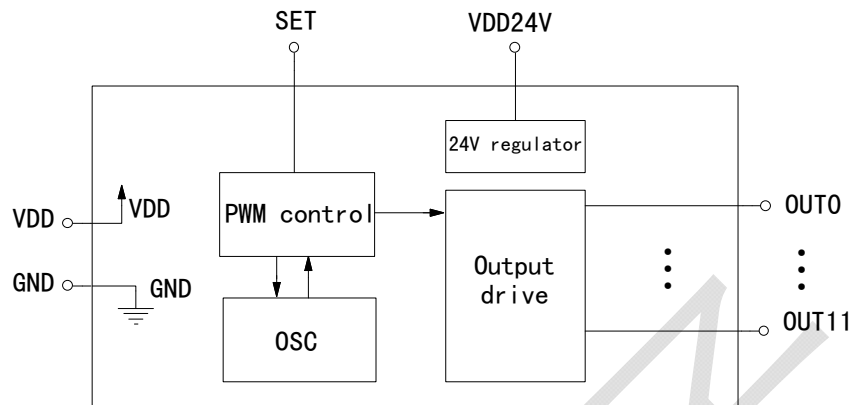 SET
VDD24V
24V regulator
VDD
VDD
PWM control
OUT0
GND
GND
Output
drive
OSC
OUT11